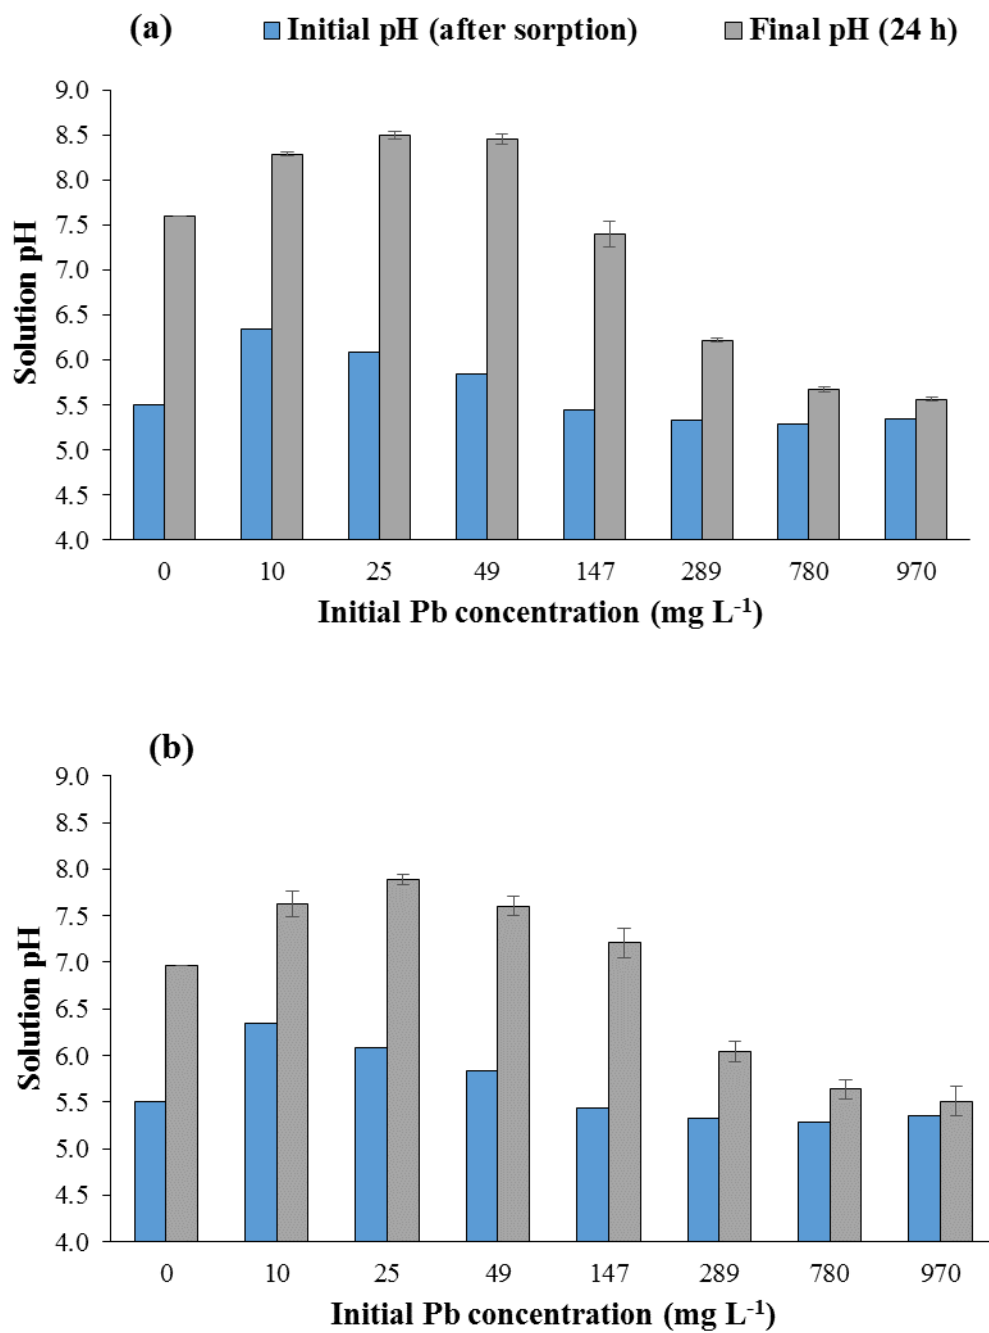 (a)
Initial pH (after sorption) Final pH (24 h)
9.0
8.5
8.0
7.5
7.0
6.5
6.0
5.5
5.0
4.5
4.0
Solution pH
0 10 25 49 147 289 780 970
Initial Pb concentration (mg L⁻¹)
(b)
9.0
8.5
8.0
7.5
7.0
6.5
6.0
5.5
5.0
4.5
4.0
Solution pH
0 10 25 49 147 289 780 970
Initial Pb concentration (mg L⁻¹)